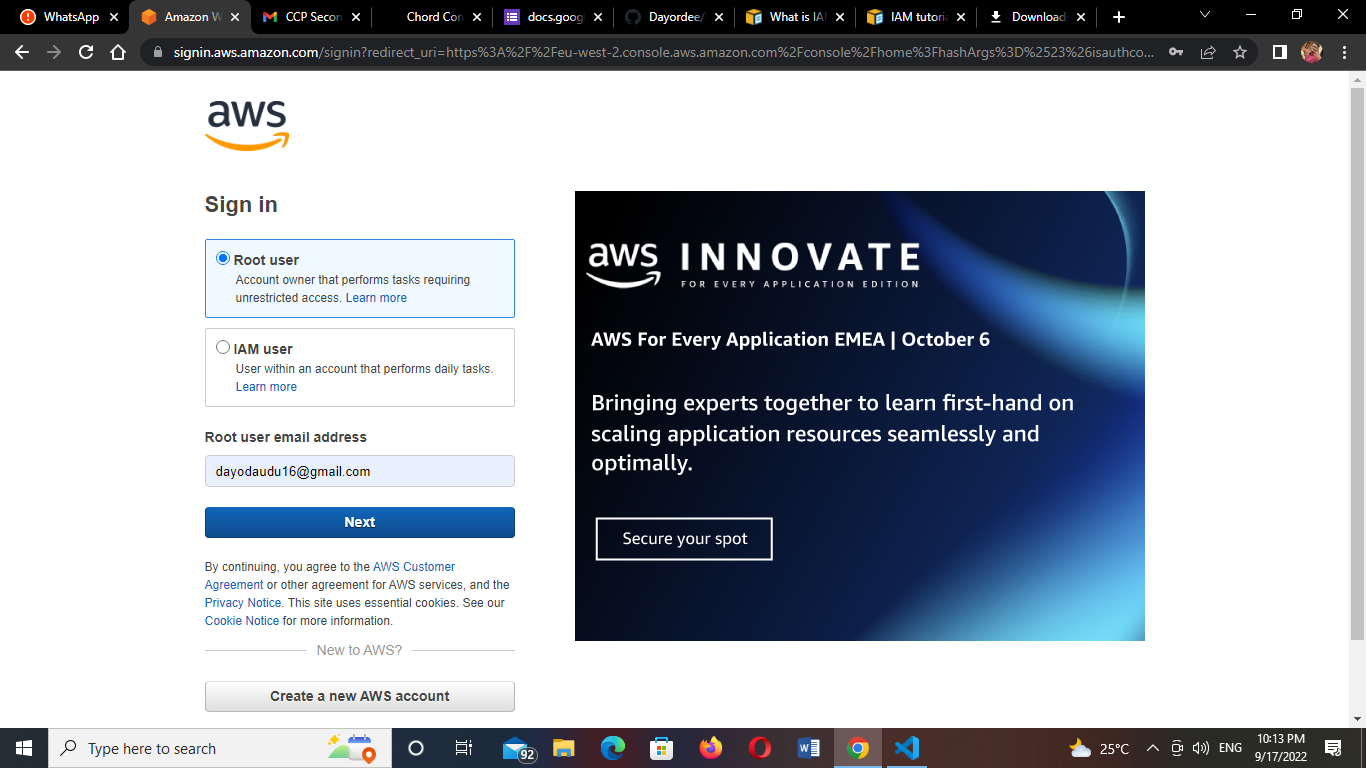 WhatsApp
Amazon W
CCP Secon
Chord Con
docs.goog
Dayordee/
What is IA
IAM tutori
Download
signin.aws.amazon.com/signin?redirect_uri=https%3A%2F%2Feu-west-2.console.aws.amazon.com%2Fconsole%2Fhome%3FhashArgs%3D%2523%26isauthco...
aws
Sign in
Root user
Account owner that performs tasks requiring
unrestricted access. Learn more
IAM user
User within an account that performs daily tasks.
Learn more
Root user email address
dayodaudu16@gmail.com
Next
By continuing, you agree to the AWS Customer
Agreement or other agreement for AWS services, and the
Privacy Notice. This site uses essential cookies. See our
Cookie Notice for more information.
New to AWS?
Create a new AWS account
aws INNOVATE
FOR EVERY APPLICATION EDITION
AWS For Every Application EMEA | October 6
Bringing experts together to learn first-hand on
scaling application resources seamlessly and
optimally.
Secure your spot
Type here to search
92
25°C
ENG
10:13 PM
9/17/2022